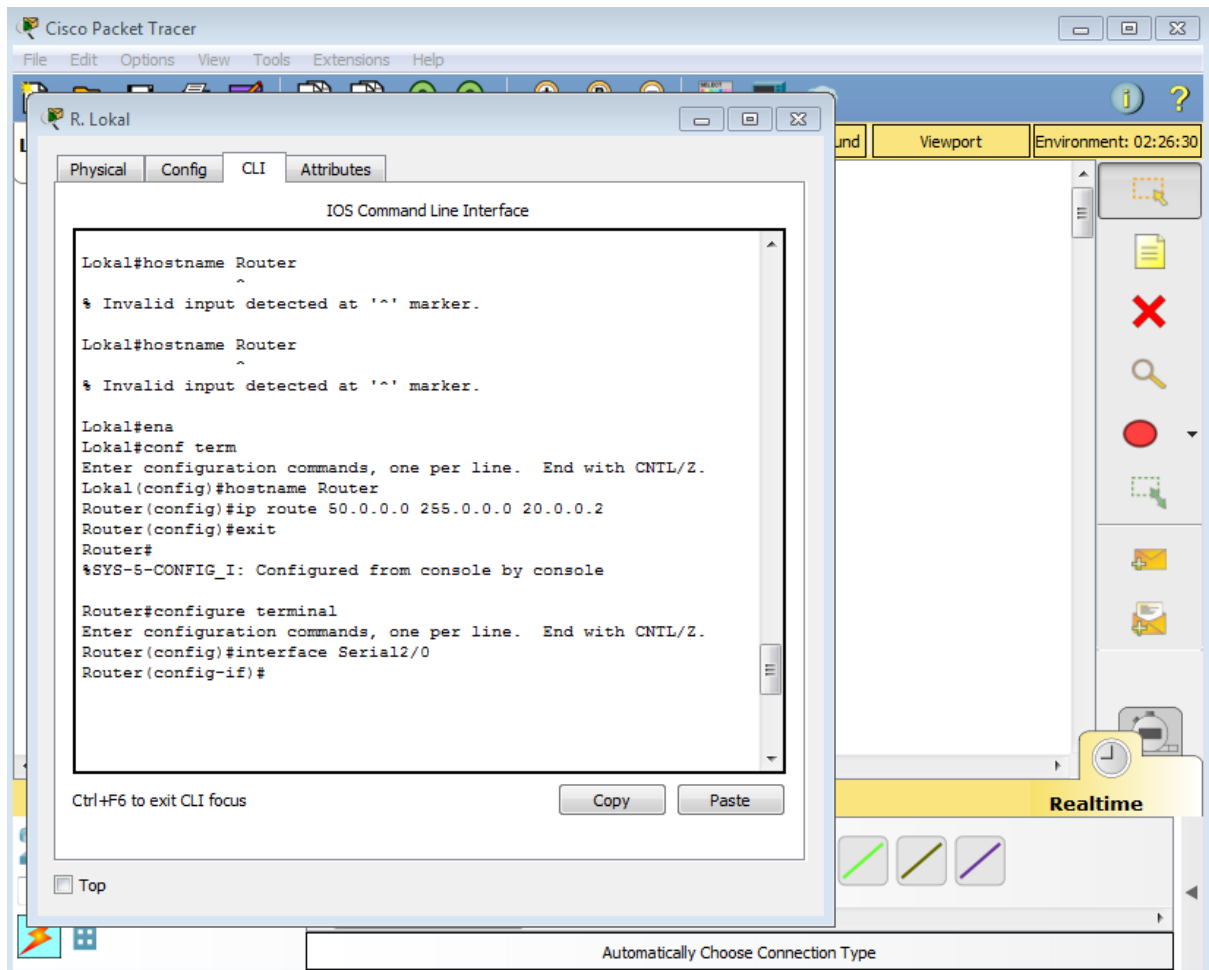 Cisco Packet Tracer
File Edit Options View Tools Extensions Help
R. Lokal
Viewport
Environment: 02:26:30
Physical Config CLI Attributes
IOS Command Line Interface
Lokal#hostname Router
^
% Invalid input detected at '^' marker.
Lokal#hostname Router
^
% Invalid input detected at '^' marker.
Lokal#ena
Lokal#conf term
Enter configuration commands, one per line.  End with CNTL/Z.
Lokal(config)#hostname Router
Router(config)#ip route 50.0.0.0 255.0.0.0 20.0.0.2
Router(config)#exit
Router#
%SYS-5-CONFIG_I: Configured from console by console
Router#configure terminal
Enter configuration commands, one per line.  End with CNTL/Z.
Router(config)#interface Serial2/0
Router(config-if)#
Ctrl+F6 to exit CLI focus
Copy Paste
Realtime
Top
Automatically Choose Connection Type